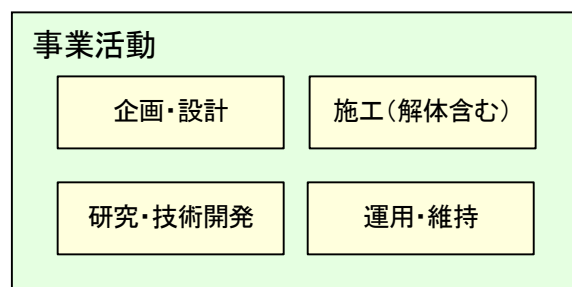 事業活動
企画・設計
施工(解体含む)
研究・技術開発
運用・維持